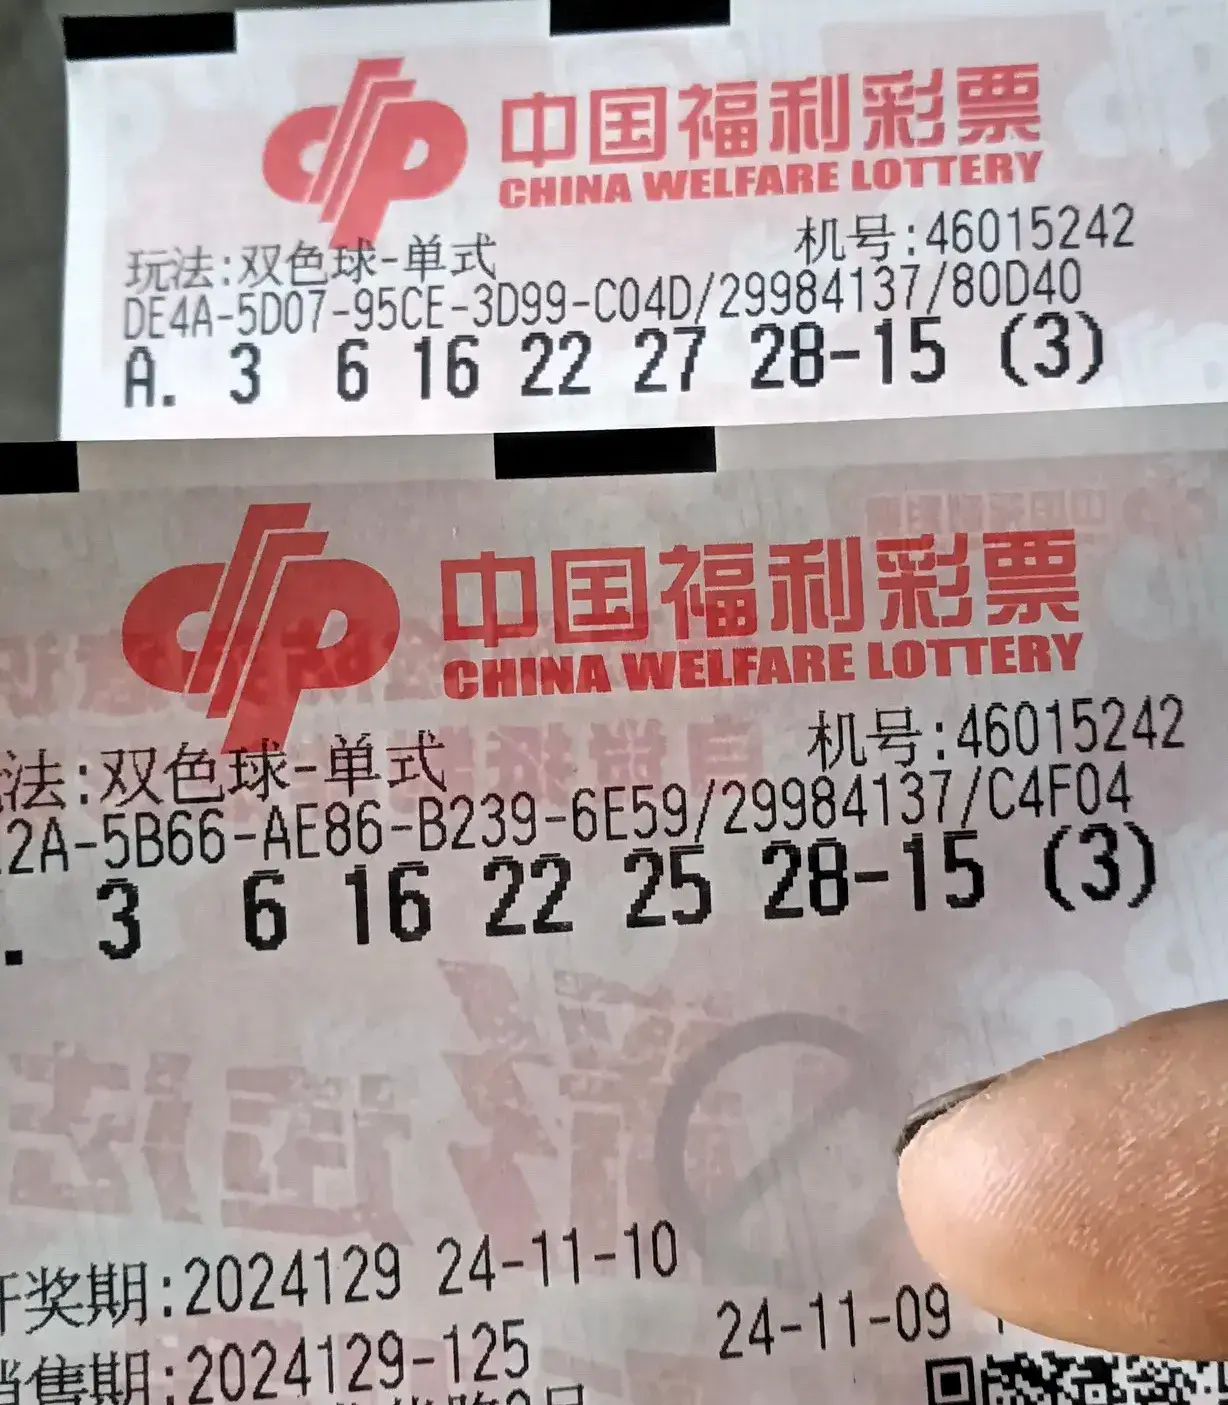 中国福利彩票
CHINA WELFARE LOTTERY
玩法:双色球-单式 机号:46015242
DE4A-5D07-95CE-3D99-C04D/29984137/80D40
A. 3 6 16 22 27 28-15 (3)
中国福利彩票
CHINA WELFARE LOTTERY
法:双色球-单式 机号:46015242
2A-5B66-AE86-B239-6E59/29984137/C4F04
. 3 6 16 22 25 28-15 (3)
开奖期:2024129 24-11-10
销售期:2024129-125 24-11-09